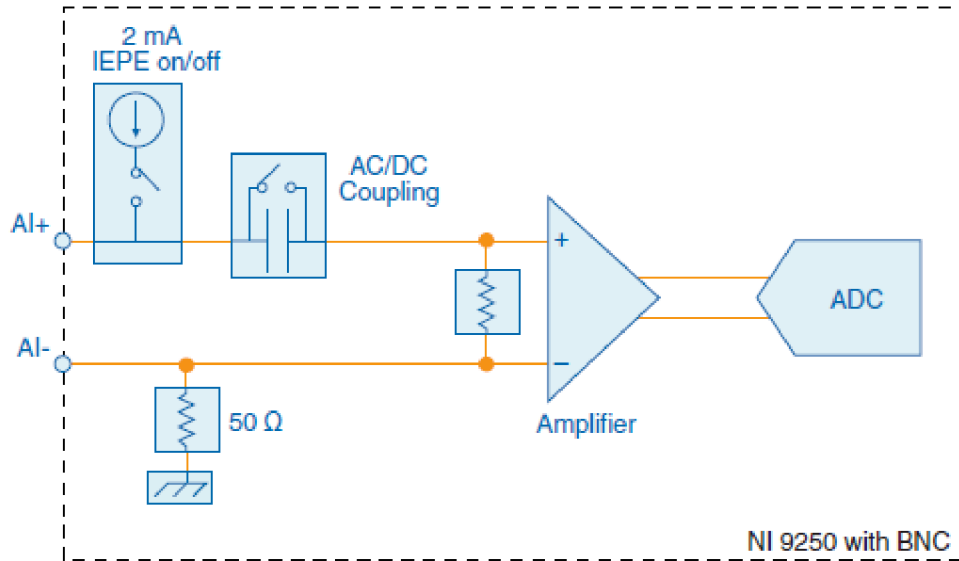 2 mA
IEPE on/off
AC/DC
Coupling
AI+
+
ADC
AI-
−
50 Ω
Amplifier
NI 9250 with BNC